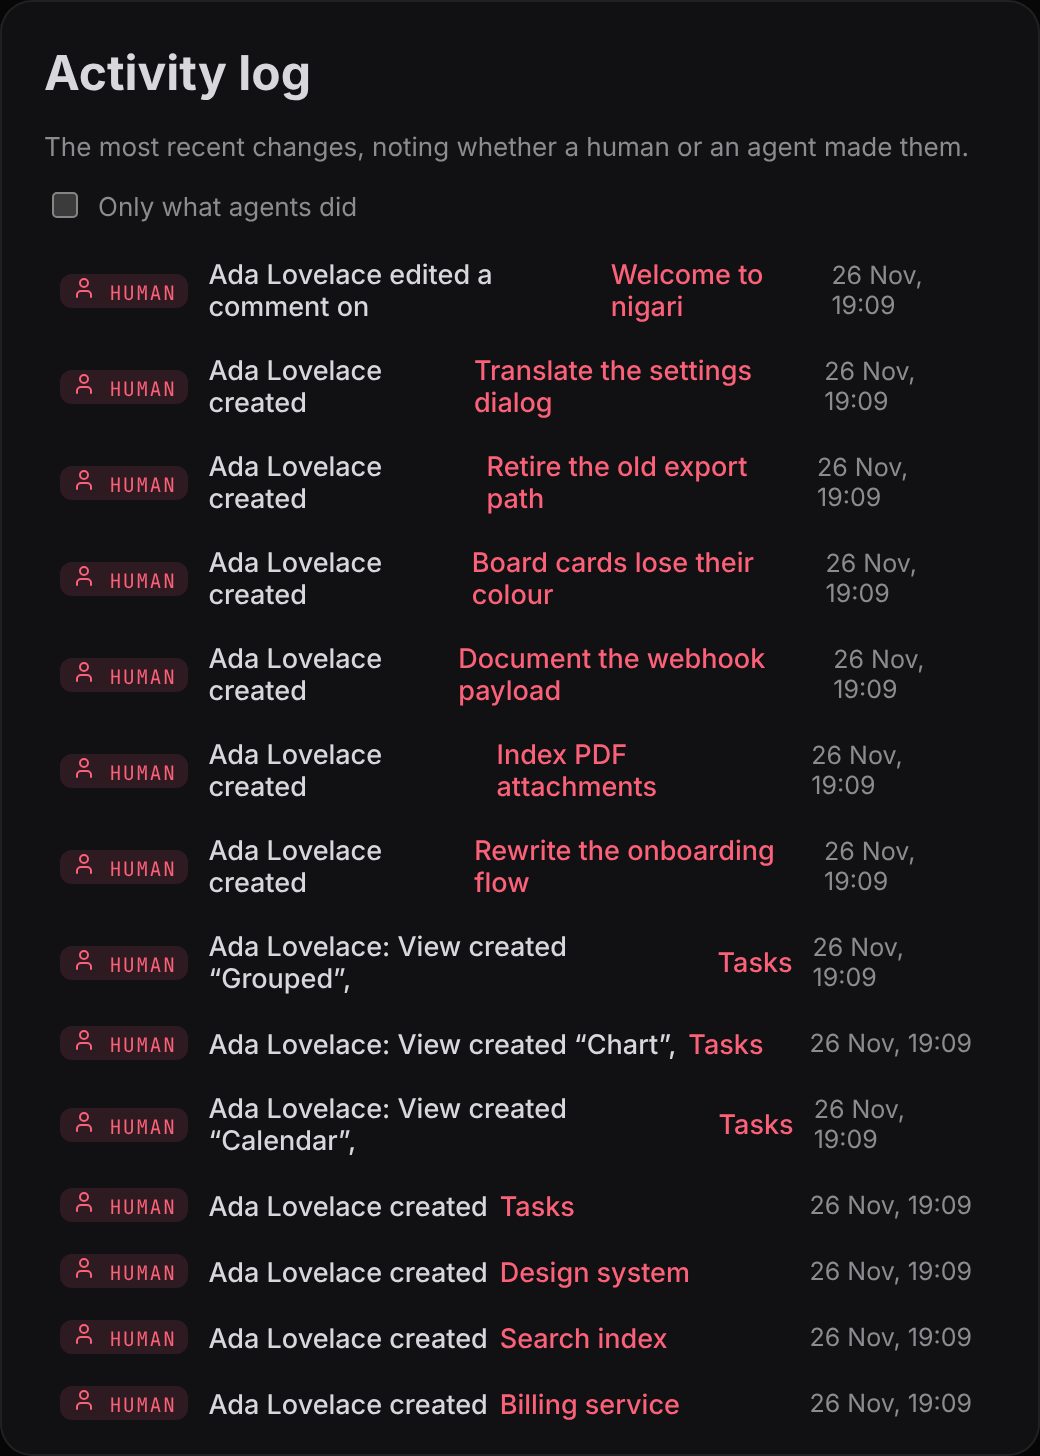 Activity log
The most recent changes, noting whether a human or an agent made them.
Only what agents did
HUMAN Ada Lovelace edited a comment on Welcome to nigari 26 Nov, 19:09
HUMAN Ada Lovelace created Translate the settings dialog 26 Nov, 19:09
HUMAN Ada Lovelace created Retire the old export path 26 Nov, 19:09
HUMAN Ada Lovelace created Board cards lose their colour 26 Nov, 19:09
HUMAN Ada Lovelace created Document the webhook payload 26 Nov, 19:09
HUMAN Ada Lovelace created Index PDF attachments 26 Nov, 19:09
HUMAN Ada Lovelace created Rewrite the onboarding flow 26 Nov, 19:09
HUMAN Ada Lovelace: View created “Grouped”, Tasks 26 Nov, 19:09
HUMAN Ada Lovelace: View created “Chart”, Tasks 26 Nov, 19:09
HUMAN Ada Lovelace: View created “Calendar”, Tasks 26 Nov, 19:09
HUMAN Ada Lovelace created Tasks 26 Nov, 19:09
HUMAN Ada Lovelace created Design system 26 Nov, 19:09
HUMAN Ada Lovelace created Search index 26 Nov, 19:09
HUMAN Ada Lovelace created Billing service 26 Nov, 19:09